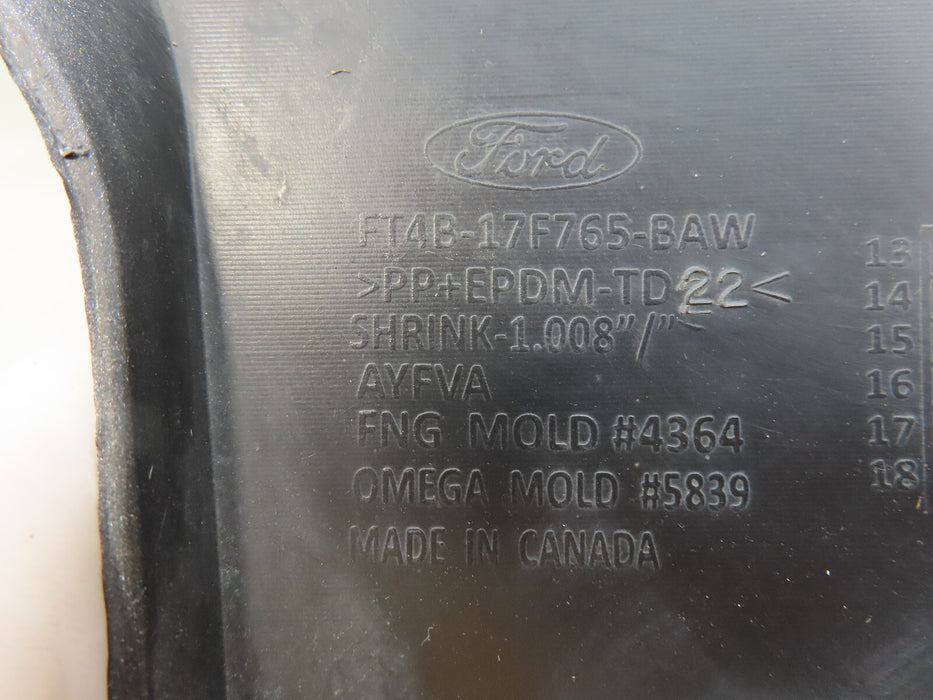 Ford
FT4B-17F765-BAW
>PP+EPDM-TD22<
SHRINK-1.008"/"
AYFVA
FNG MOLD #4364
OMEGA MOLD #5839
MADE IN CANADA
13
14
15
16
17
18